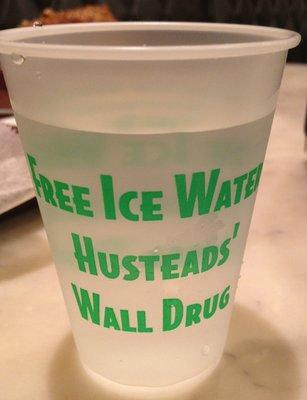 Free Ice Water
Husteads'
Wall Drug